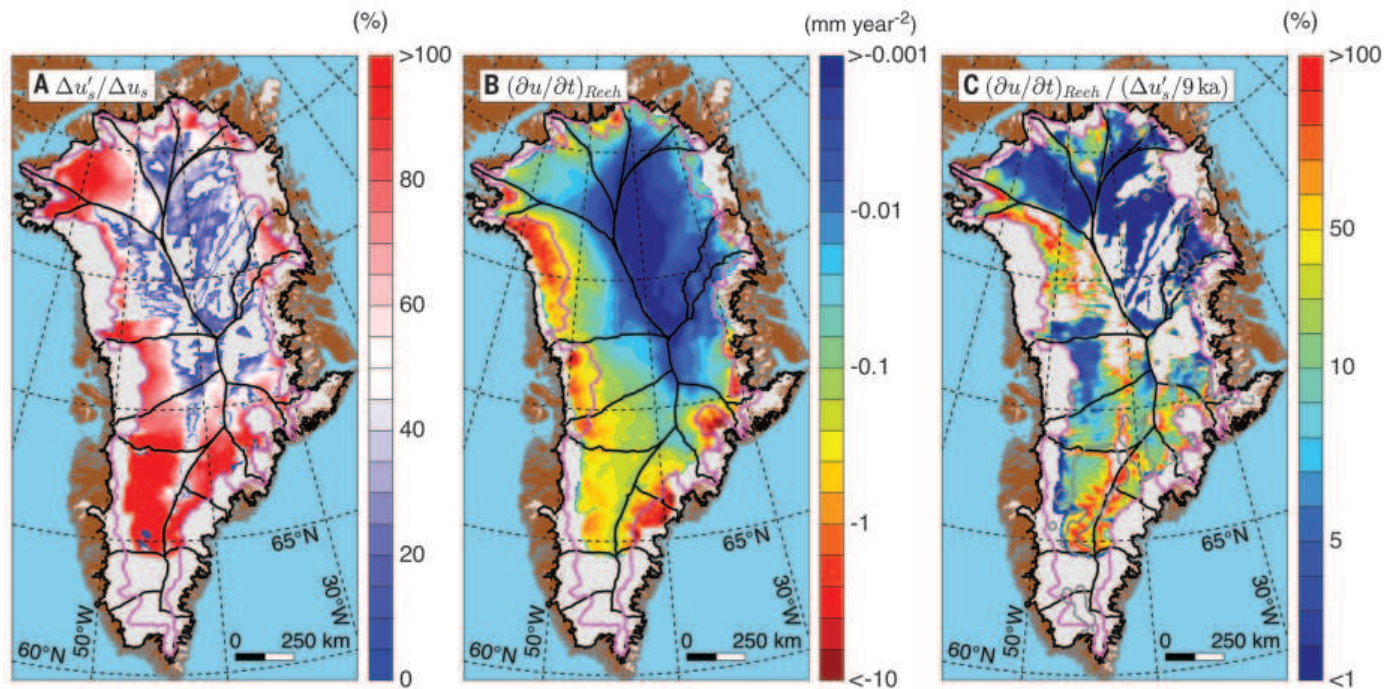 (%)
(mm year-2)
(%)
A Δu's/Δus
B (∂u/∂t)Reeh
C (∂u/∂t)Reeh / (Δu's/9 ka)
>100
80
60
40
20
0
>-0.001
-0.01
-0.1
-1
<-10
>100
50
10
5
<1
65°N
30°W
50°W
60°N
0 250 km
65°N
30°W
50°W
60°N
0 250 km
65°N
30°W
50°W
60°N
0 250 km